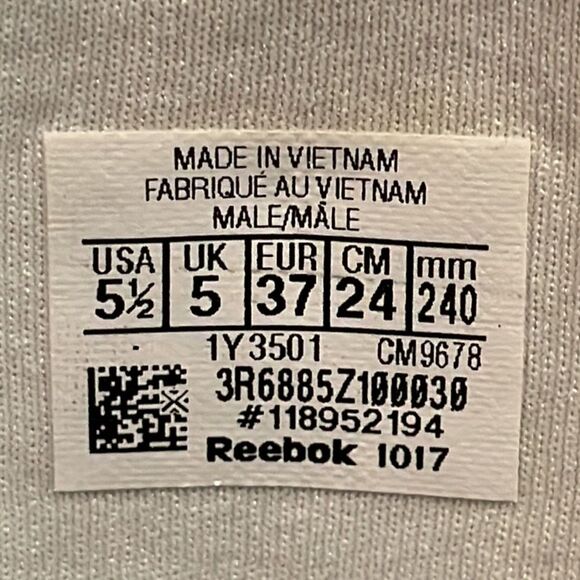 MADE IN VIETNAM
FABRIQUÉ AU VIETNAM
MALE/MÂLE
USA UK EUR CM mm
5½ 5 37 24 240
1Y3501 CM9678
3R6885Z100030
#118952194
Reebok 1017